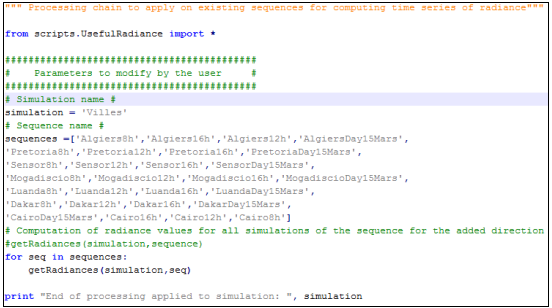 """ Processing chain to apply on existing sequences for computing time series of radiance"""
from scripts.UsefulRadiance import *
###########################################
#    Parameters to modify by the user    #
###########################################
# Simulation name #
simulation = 'Villes'
# Sequence name #
sequences =['Algiers8h','Algiers16h','Algiers12h','AlgiersDay15Mars',
'Pretoria8h','Pretoria12h','Pretoria16h','PretoriaDay15Mars',
'Sensor8h','Sensor12h','Sensor16h','SensorDay15Mars',
'Mogadiscio8h','Mogadiscio12h','Mogadiscio16h','MogadiscioDay15Mars',
'Luanda8h','Luanda12h','Luanda16h','LuandaDay15Mars',
'Dakar8h','Dakar12h','Dakar16h','DakarDay15Mars',
'CairoDay15Mars','Cairo16h','Cairo12h','Cairo8h']
# Computation of radiance values for all simulations of the sequence for the added direction
#getRadiances(simulation,sequence)
for seq in sequences:
    getRadiances(simulation,seq)
print "End of processing applied to simulation: ", simulation